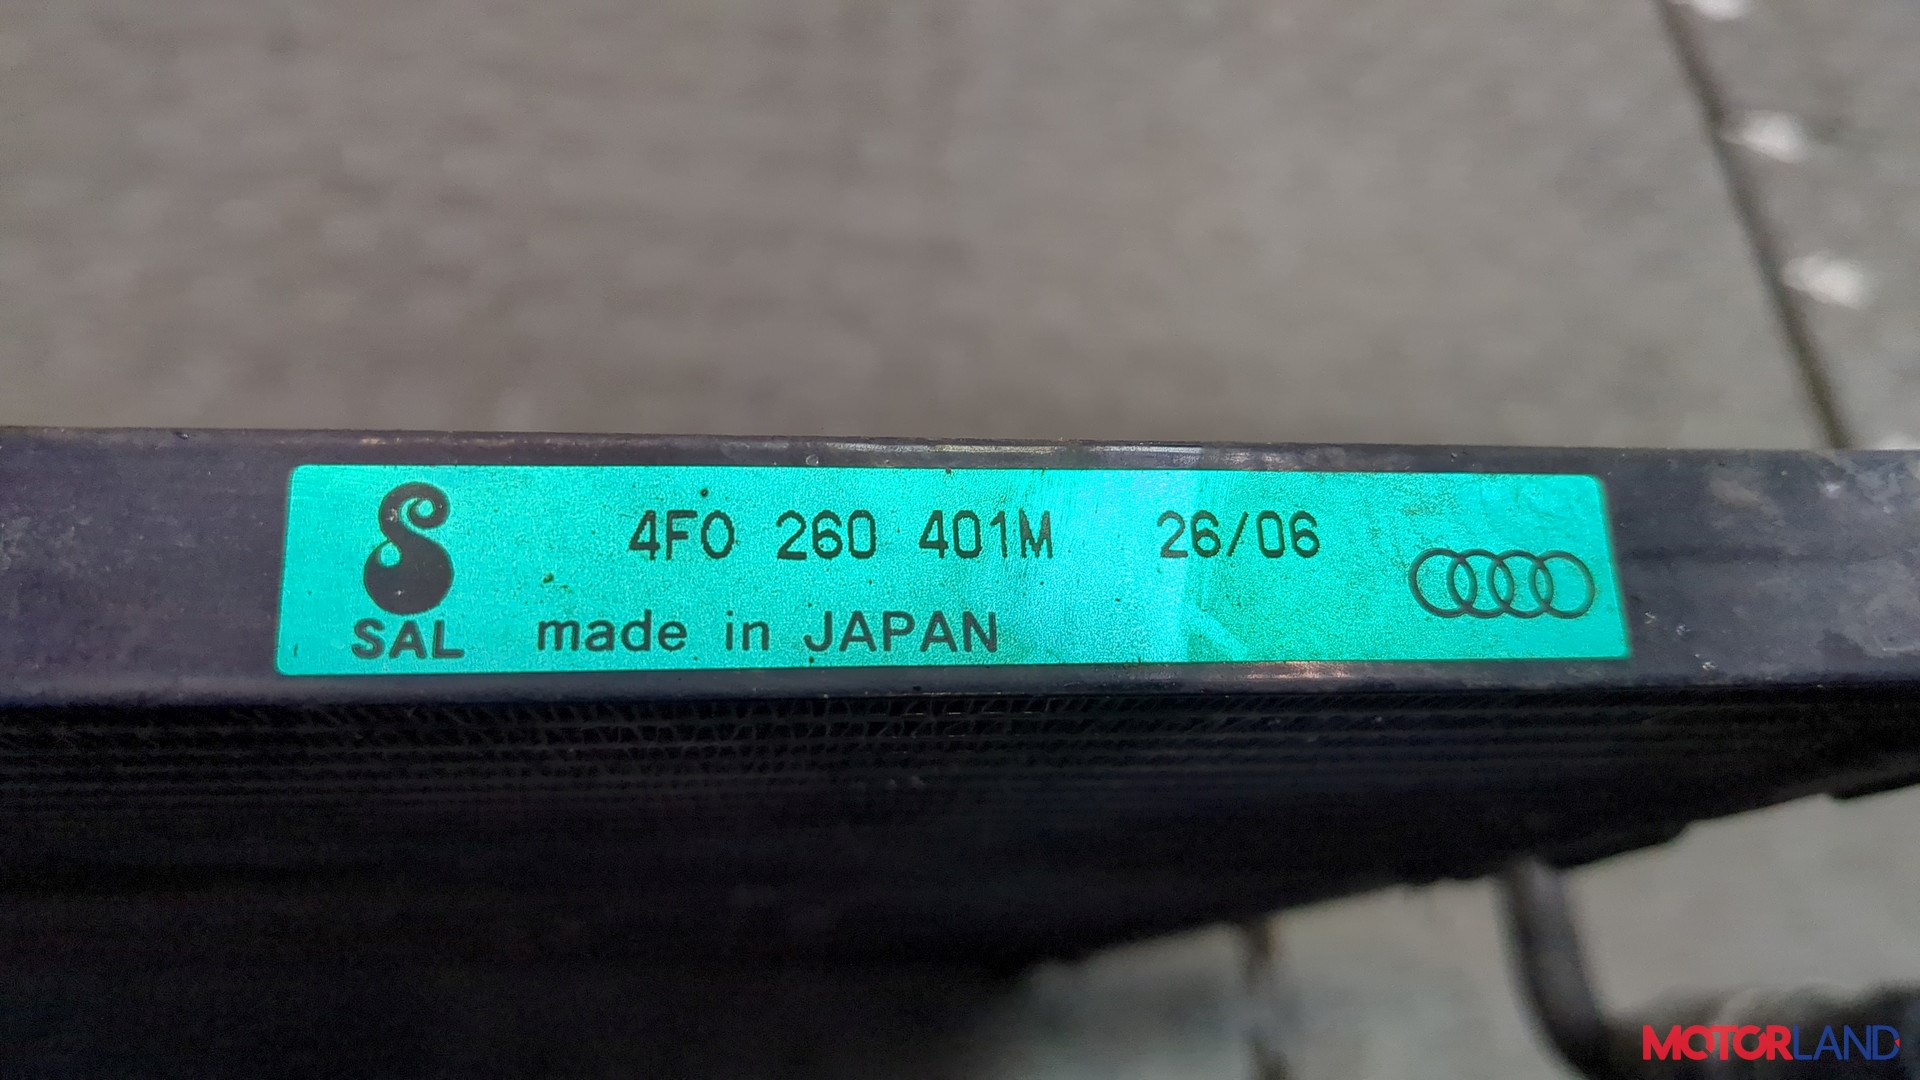 4F0 260 401M 26/06
SAL made in JAPAN
MOTORLAND